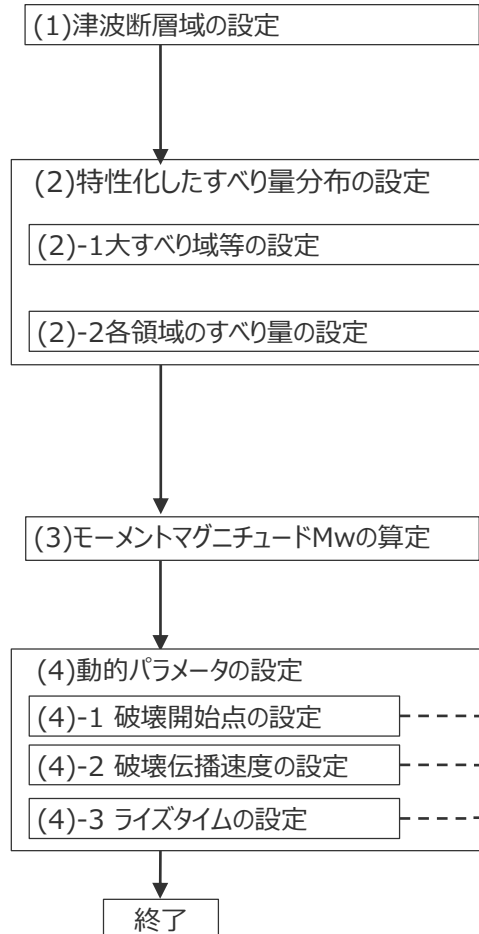 (1)津波断層域の設定
(2)特性化したすべり量分布の設定
(2)-1大すべり域等の設定
(2)-2各領域のすべり量の設定
(3)モーメントマグニチュードMwの算定
(4)動的パラメータの設定
(4)-1 破壊開始点の設定
(4)-2 破壊伝播速度の設定
(4)-3 ライズタイムの設定
終了